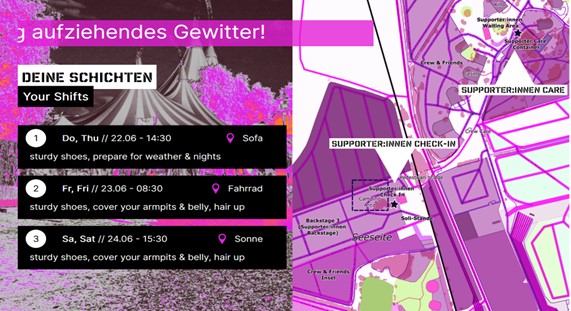 g aufziehendes Gewitter!
DEINE SCHICHTEN
Your Shifts
1 Do, Thu // 22.06 - 14:30 Sofa
sturdy shoes, prepare for weather & nights
2 Fr, Fri // 23.06 - 08:30 Fahrrad
sturdy shoes, cover your armpits & belly, hair up
3 Sa, Sat // 24.06 - 15:30 Sonne
sturdy shoes, cover your armpits & belly, hair up
Supporter:innen
Waiting Area
Supporter Care
Container
Crew & Friends
SUPPORTER:INNEN CARE
Crew Care
SUPPORTER:INNEN CHECK-IN
Supporter:innen
Check In
Soli-Stand
Backstage 3
(Supporter:innen
Backstage)
Seeseite
Crew & Friends
Insel